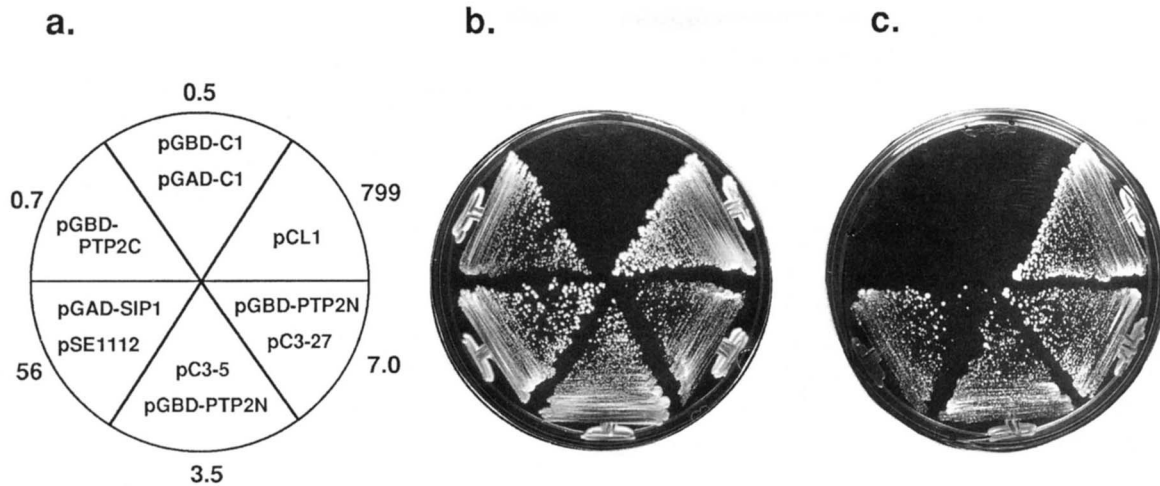 a.
b.
c.
0.5
pGBD-C1
pGAD-C1
0.7
799
pGBD-
PTP2C
pCL1
pGAD-SIP1
pSE1112
pGBD-PTP2N
pC3-27
56
7.0
pC3-5
pGBD-PTP2N
3.5